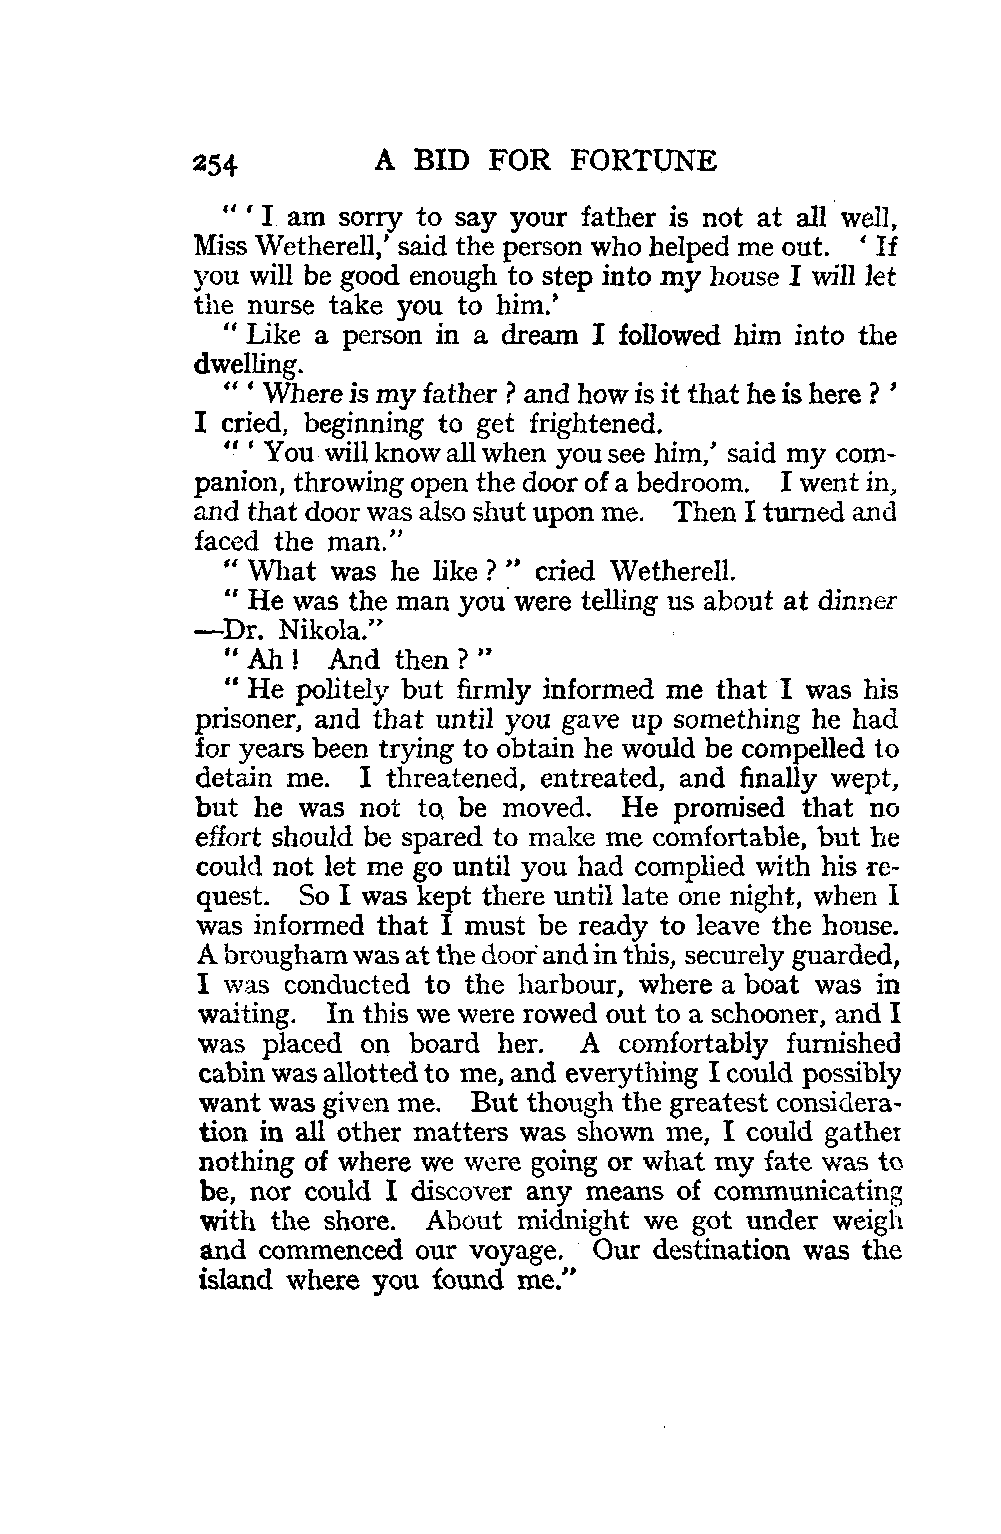 254 A BID FOR FORTUNE
" ' I am sorry to say your father is not at all well,
Miss Wetherell,' said the person who helped me out. ' If
you will be good enough to step into my house I will let
the nurse take you to him.'
" Like a person in a dream I followed him into the
dwelling.
" ' Where is my father ? and how is it that he is here ? '
I cried, beginning to get frightened.
" ' You will know all when you see him,' said my com-
panion, throwing open the door of a bedroom. I went in,
and that door was also shut upon me. Then I turned and
faced the man."
" What was he like ? " cried Wetherell.
" He was the man you were telling us about at dinner
—Dr. Nikola."
" Ah ! And then ? "
" He politely but firmly informed me that I was his
prisoner, and that until you gave up something he had
for years been trying to obtain he would be compelled to
detain me. I threatened, entreated, and finally wept,
but he was not to be moved. He promised that no
effort should be spared to make me comfortable, but he
could not let me go until you had complied with his re-
quest. So I was kept there until late one night, when I
was informed that I must be ready to leave the house.
A brougham was at the door and in this, securely guarded,
I was conducted to the harbour, where a boat was in
waiting. In this we were rowed out to a schooner, and I
was placed on board her. A comfortably furnished
cabin was allotted to me, and everything I could possibly
want was given me. But though the greatest considera-
tion in all other matters was shown me, I could gather
nothing of where we were going or what my fate was to
be, nor could I discover any means of communicating
with the shore. About midnight we got under weigh
and commenced our voyage. Our destination was the
island where you found me."